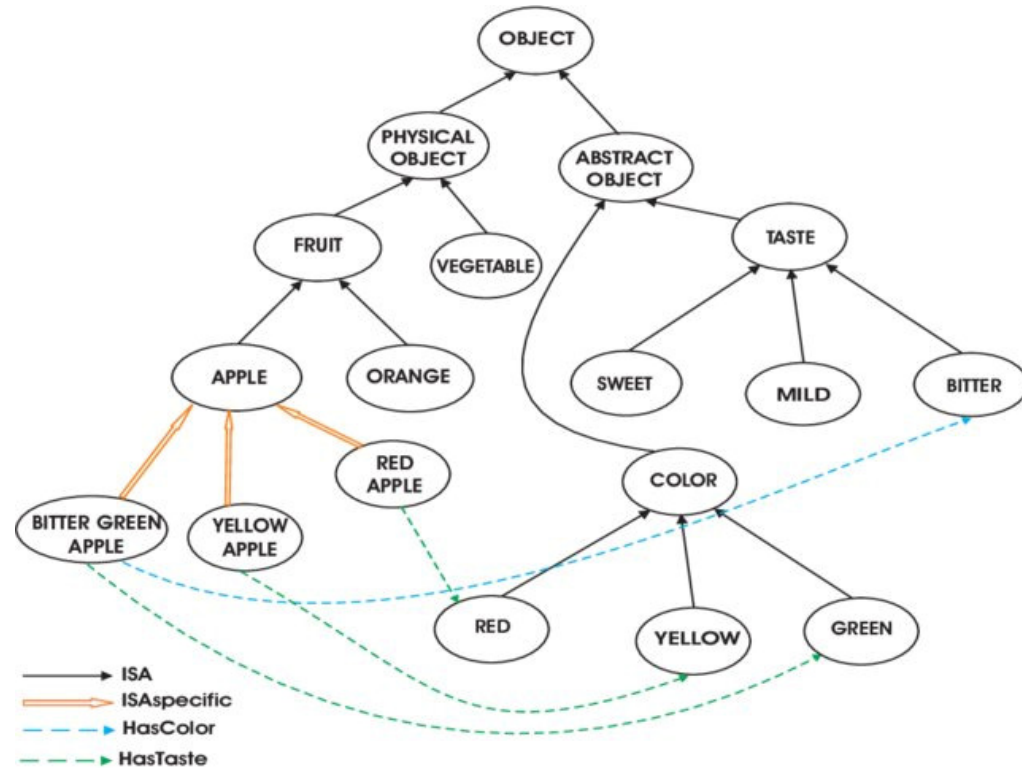 OBJECT
PHYSICAL
OBJECT
ABSTRACT
OBJECT
FRUIT
VEGETABLE
TASTE
APPLE
ORANGE
SWEET
MILD
BITTER
RED
APPLE
COLOR
BITTER GREEN
APPLE
YELLOW
APPLE
RED
YELLOW
GREEN
ISA
ISAspecific
HasColor
HasTaste